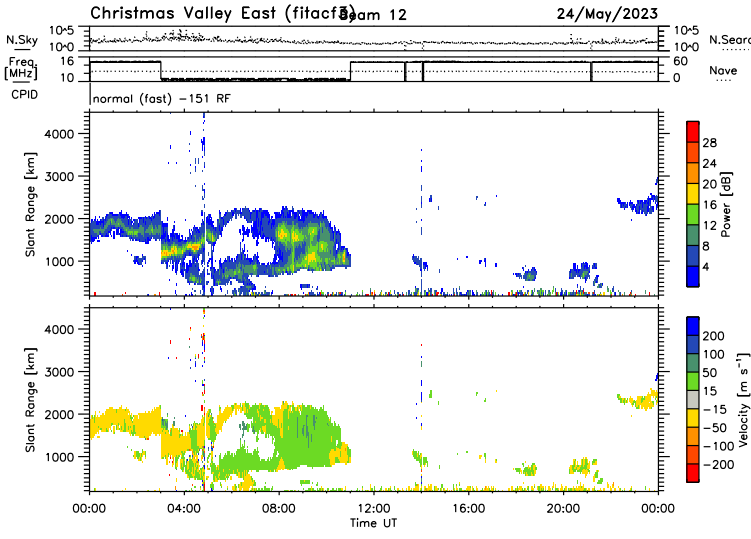 Christmas Valley East (fitacf3) Beam 12 24/May/2023
N.Sky 10^5 10^0 10^5 10^0 N.Searc
Freq. [MHz] 16 10 60 0 Nave
CPID normal (fast) -151 RF
Slant Range [km] 4000 3000 2000 1000
Power [dB] 28 24 20 16 12 8 4
Slant Range [km] 4000 3000 2000 1000
Velocity [m s^-1] 200 100 50 15 -15 -50 -100 -200
00:00 04:00 08:00 12:00 16:00 20:00 00:00
Time UT